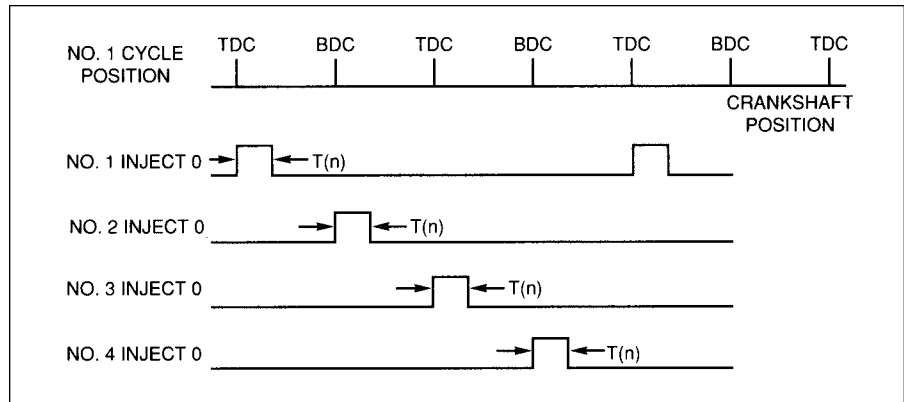 NO. 1 CYCLE
POSITION
TDC BDC TDC BDC TDC BDC TDC
CRANKSHAFT
POSITION
NO. 1 INJECT 0 T(n)
NO. 2 INJECT 0 T(n)
NO. 3 INJECT 0 T(n)
NO. 4 INJECT 0 T(n)